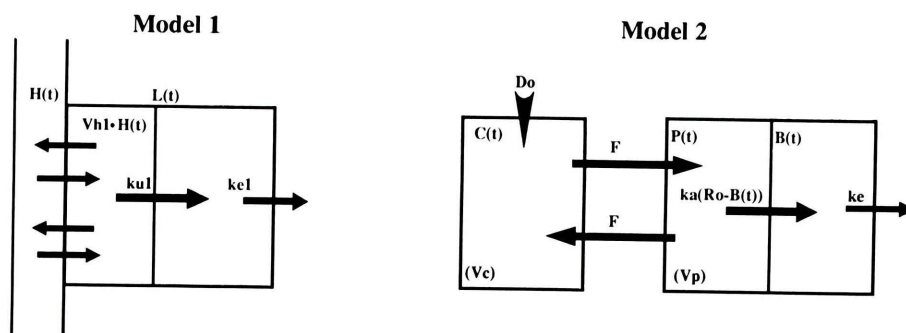 Model 1
H(t)
L(t)
Vh1•H(t)
ku1
ke1
Model 2
Do
C(t)
F
P(t)
B(t)
ka(Ro-B(t))
ke
F
(Vc)
(Vp)